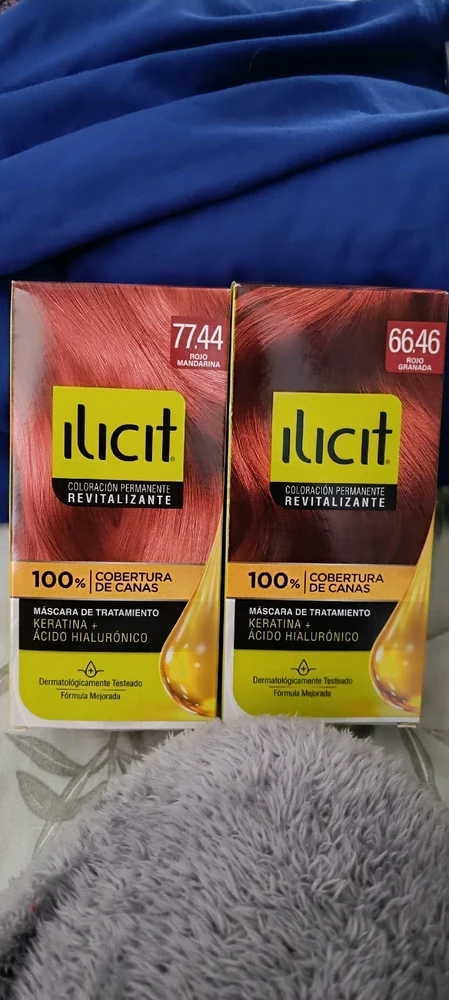 77.44
ROJO
MANDARINA
ilicit®
COLORACIÓN PERMANENTE
REVITALIZANTE
100% | COBERTURA
DE CANAS
MÁSCARA DE TRATAMIENTO
KERATINA +
ÁCIDO HIALURÓNICO
Dermatológicamente Testeado
Fórmula Mejorada
66.46
ROJO
GRANADA
ilicit®
COLORACIÓN PERMANENTE
REVITALIZANTE
100% | COBERTURA
DE CANAS
MÁSCARA DE TRATAMIENTO
KERATINA +
ÁCIDO HIALURÓNICO
Dermatológicamente Testeado
Fórmula Mejorada